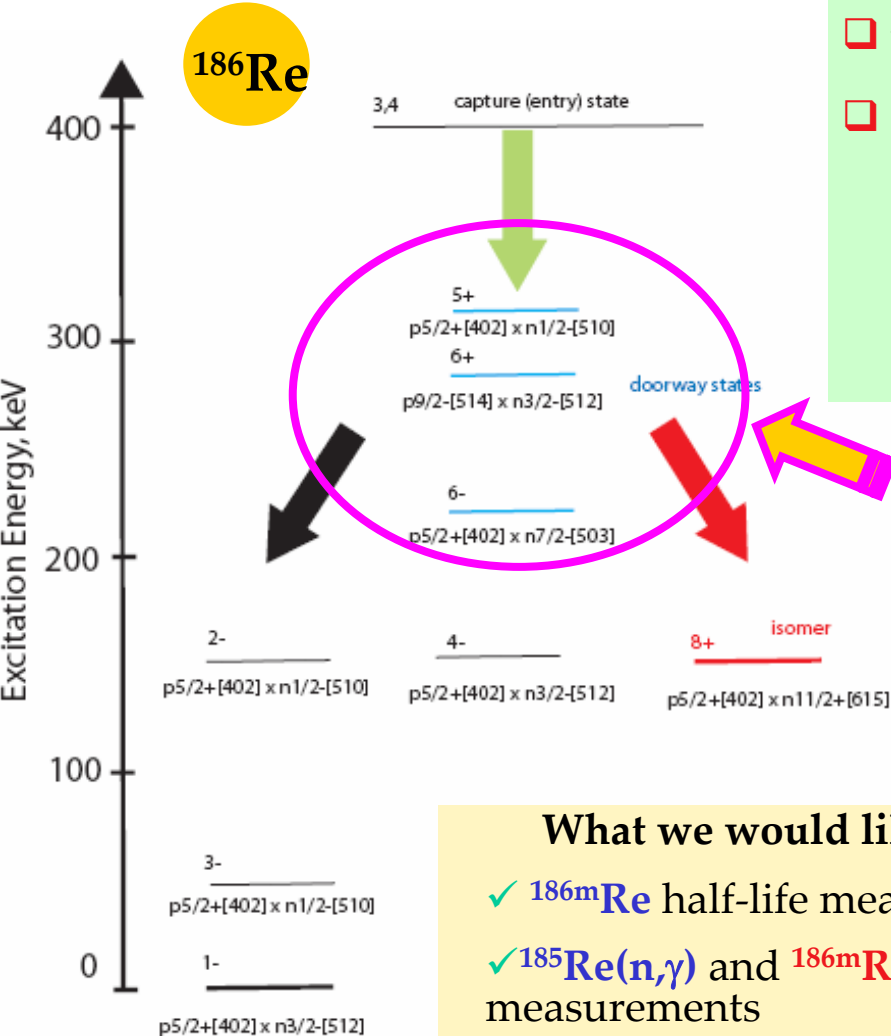 ¹⁸⁶Re
Excitation Energy, keV
400
300
200
100
0
3,4 capture (entry) state
5+
p5/2+[402] x n1/2-[510]
6+
doorway states
p9/2-[514] x n3/2-[512]
6-
p5/2+[402] x n7/2-[503]
2-
p5/2+[402] x n1/2-[510]
4-
p5/2+[402] x n3/2-[512]
isomer
8+
p5/2+[402] x n11/2+[615]
3-
p5/2+[402] x n1/2-[510]
1-
p5/2+[402] x n3/2-[512]
What we would li
✓ ¹⁸⁶ᵐRe half-life mea
✓ ¹⁸⁵Re(n,γ) and ¹⁸⁶ᵐR
measurements